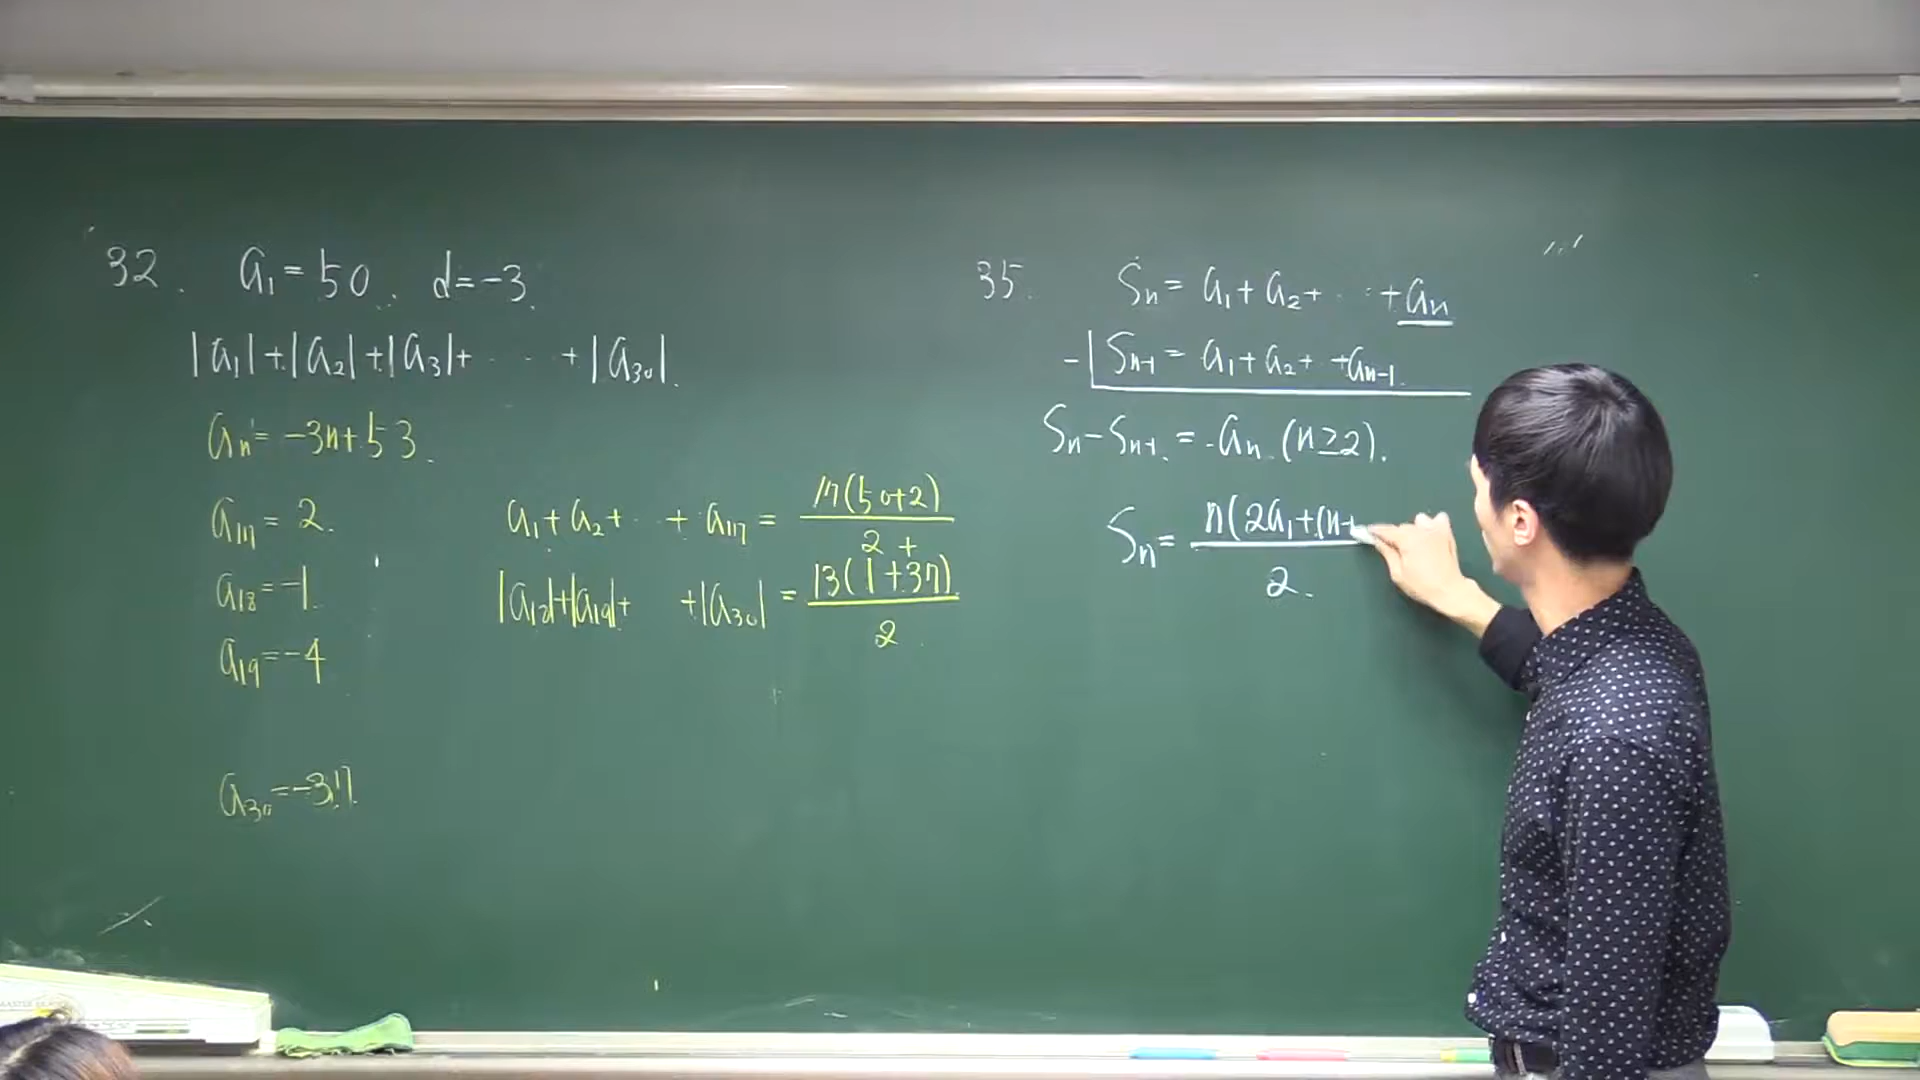 32. a₁=50. d=-3.
|a₁|+|a₂|+|a₃|+ ⋯ +|a₃₀|.
aₙ=-3n+53.
a₁₇=2.
a₁₈=-1.
a₁₉=-4
a₃₀=-37.
a₁+a₂+ ⋯ +a₁₇ = 17(50+2)/2
+
|a₁₈|+|a₁₉|+ +|a₃₀| = 13(1+37)/2
35. Sₙ= a₁+a₂+ ⋯ +aₙ
-|Sₙ₋₁= a₁+a₂+ ⋅ +aₙ₋₁.
Sₙ-Sₙ₋₁ = aₙ (n≥2).
Sₙ= n(2a₁+(n-1/2.